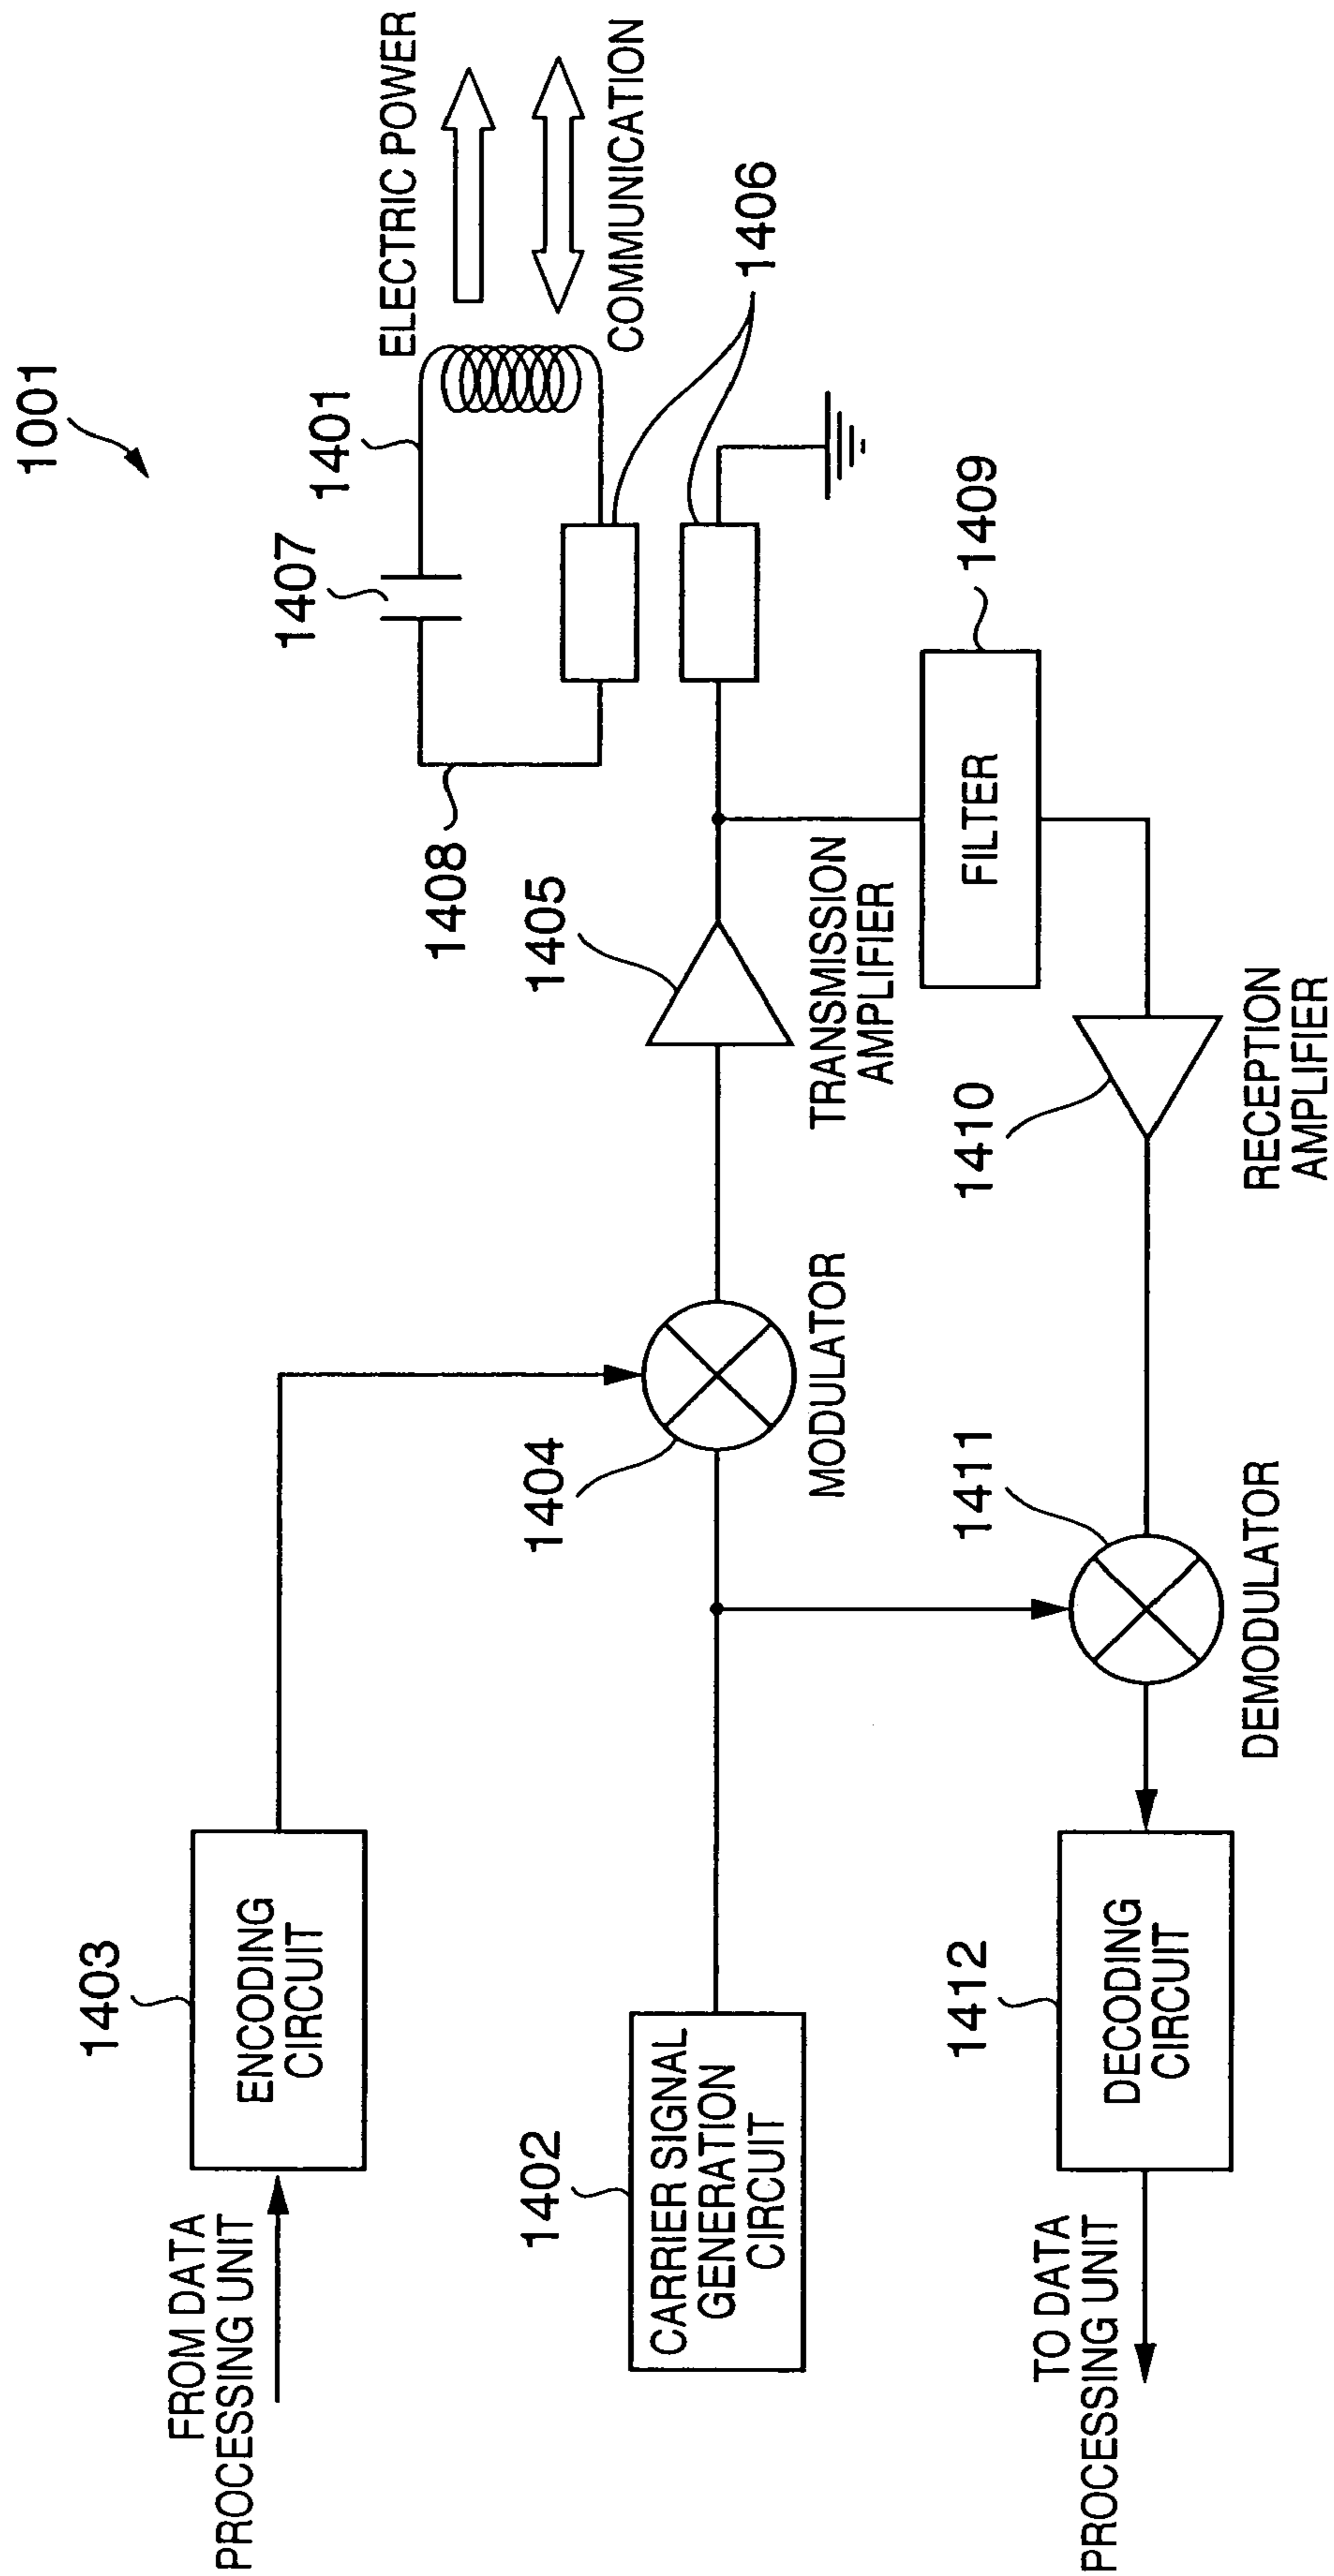 1001
ELECTRIC POWER
COMMUNICATION
1401
1407
1408
1406
1405
TRANSMISSION
AMPLIFIER
1409
FILTER
1410
RECEPTION
AMPLIFIER
1404
MODULATOR
1411
DEMODULATOR
1403
ENCODING
CIRCUIT
FROM DATA
PROCESSING UNIT
1402
CARRIER SIGNAL
GENERATION
CIRCUIT
1412
DECODING
CIRCUIT
TO DATA
PROCESSING UNIT